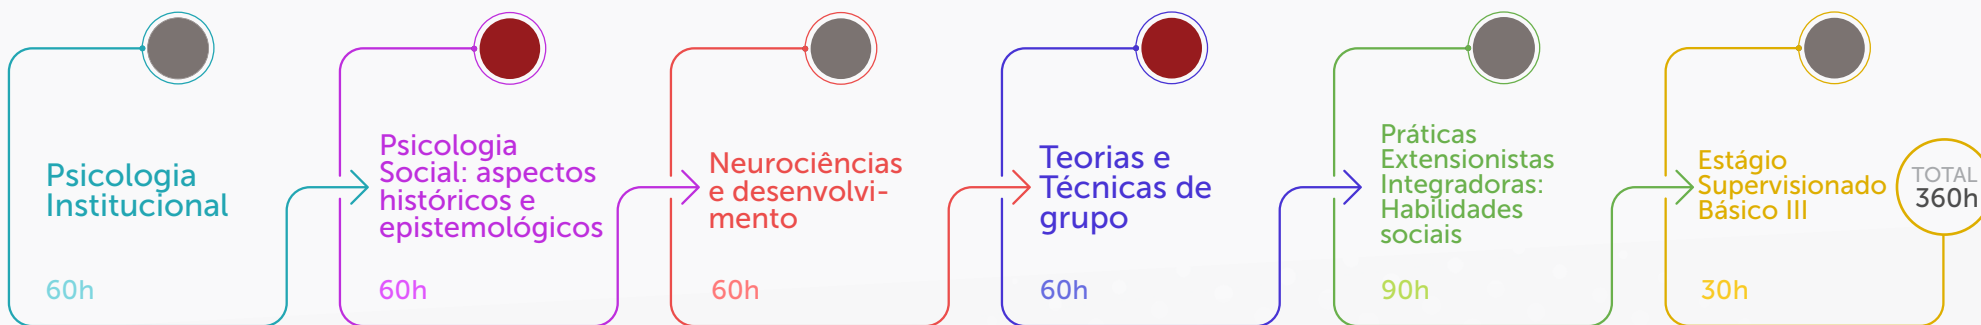 Psicologia
Institucional
60h
Psicologia
Social: aspectos
históricos e
epistemológicos
60h
Neurociências
e desenvolvi-
mento
60h
Teorias e
Técnicas de
grupo
60h
Práticas
Extensionistas
Integradoras:
Habilidades
sociais
90h
Estágio
Supervisionado
Básico III
30h
TOTAL
360h